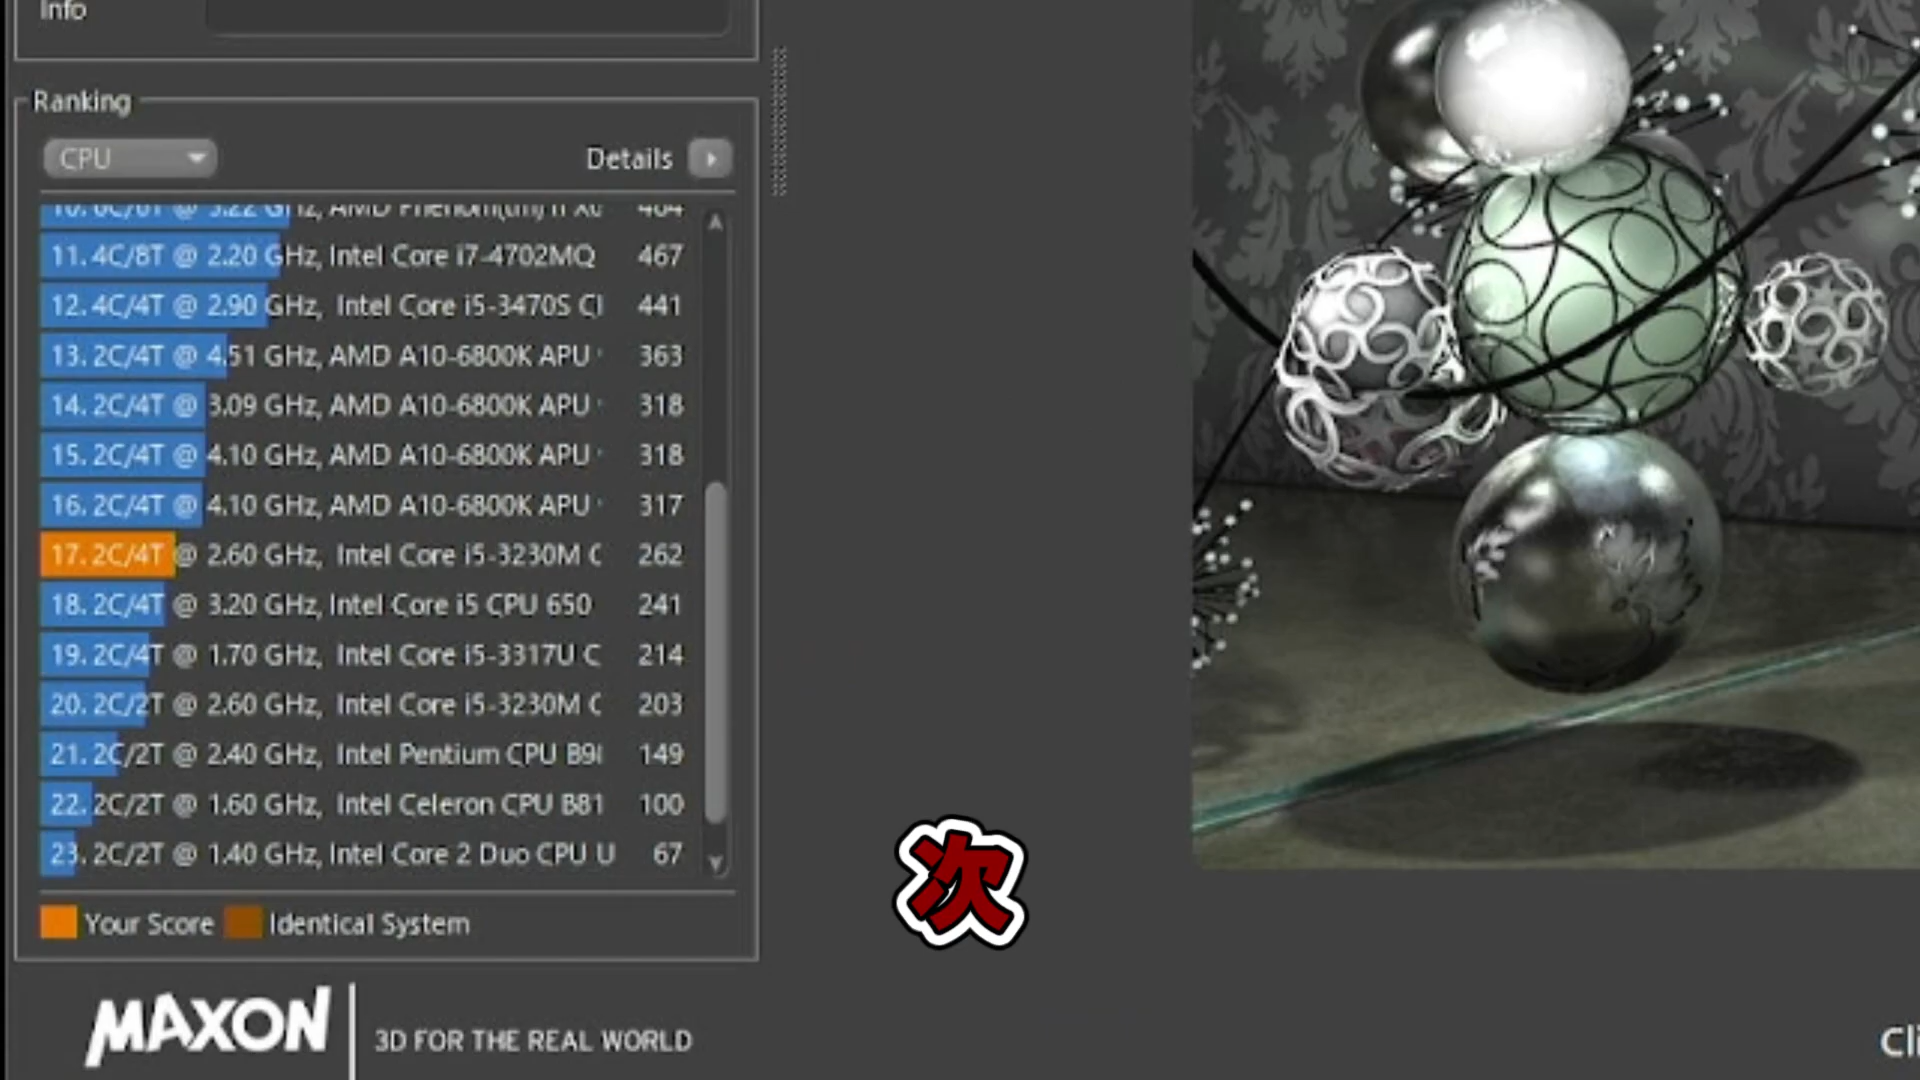 Info
Ranking
CPU
Details
11. 4C/8T @ 2.20 GHz, Intel Core i7-4702MQ 467
12. 4C/4T @ 2.90 GHz, Intel Core i5-3470S 441
13. 2C/4T @ 4.51 GHz, AMD A10-6800K APU 363
14. 2C/4T @ 3.09 GHz, AMD A10-6800K APU 318
15. 2C/4T @ 4.10 GHz, AMD A10-6800K APU 318
16. 2C/4T @ 4.10 GHz, AMD A10-6800K APU 317
17. 2C/4T @ 2.60 GHz, Intel Core i5-3230M C 262
18. 2C/4T @ 3.20 GHz, Intel Core i5 CPU 650 241
19. 2C/4T @ 1.70 GHz, Intel Core i5-3317U C 214
20. 2C/2T @ 2.60 GHz, Intel Core i5-3230M C 203
21. 2C/2T @ 2.40 GHz, Intel Pentium CPU 149
22. 2C/2T @ 1.60 GHz, Intel Celeron CPU B81 100
23. 2C/2T @ 1.40 GHz, Intel Core 2 Duo CPU U 67
次
Your Score
Identical System
MAXON
3D FOR THE REAL WORLD